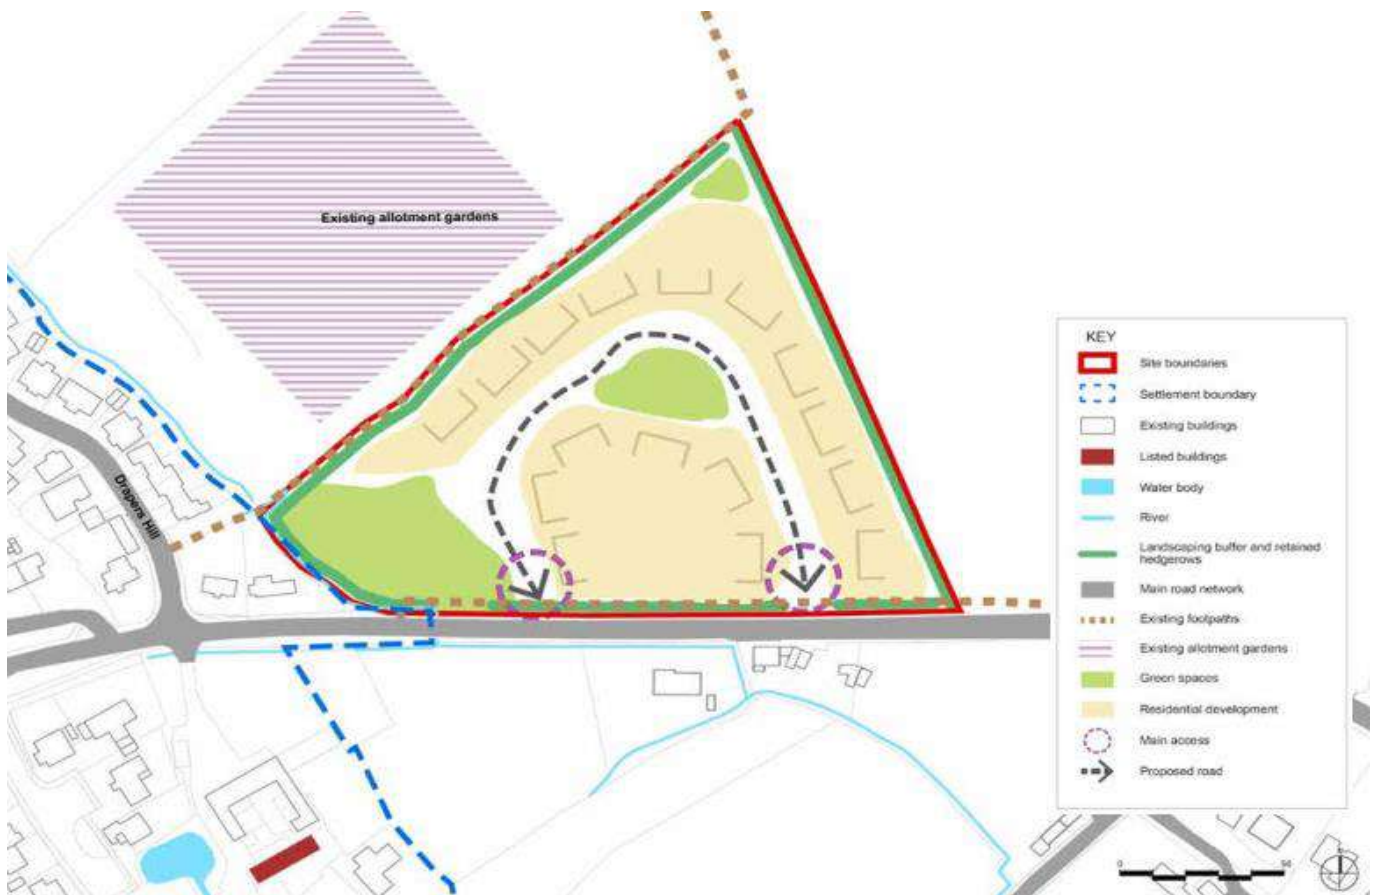 Existing allotment gardens
Drapers Hill
KEY
Site boundaries
Settlement boundary
Existing buildings
Listed buildings
Water body
River
Landscaping buffer and retained
hedgerows
Main road network
Existing footpaths
Existing allotment gardens
Green spaces
Residential development
Main access
Proposed road
0
50